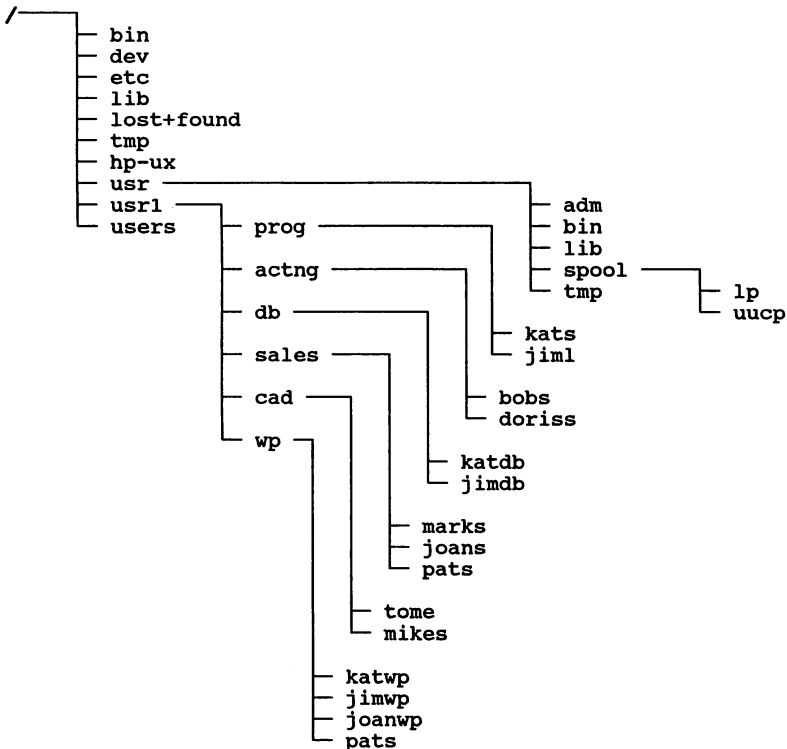 /
bin
dev
etc
lib
lost+found
tmp
hp-ux
usr
usr1
users
adm
bin
lib
spool
tmp
lp
uucp
prog
actng
db
sales
cad
wp
kats
jiml
bobs
doriss
katdb
jimdb
marks
joans
pats
tome
mikes
katwp
jimwp
joanwp
pats